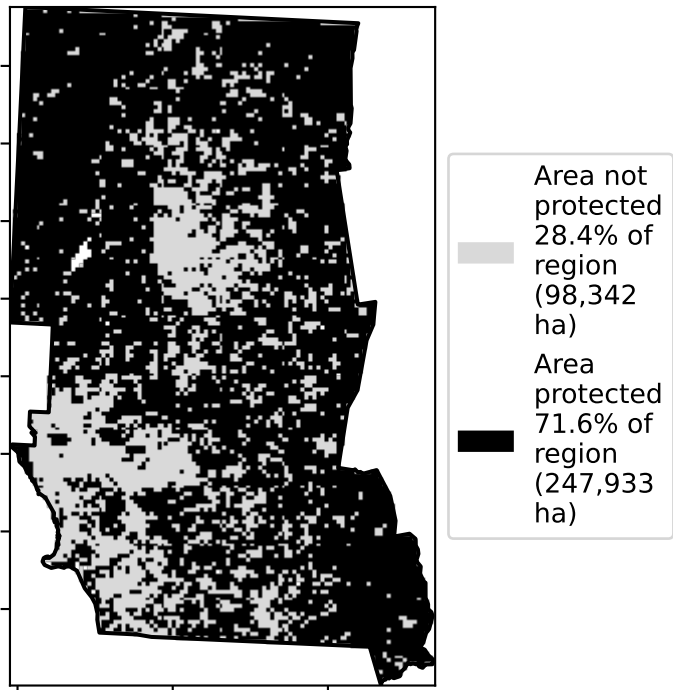 Area not
protected
28.4% of
region
(98,342
ha)
Area
protected
71.6% of
region
(247,933
ha)